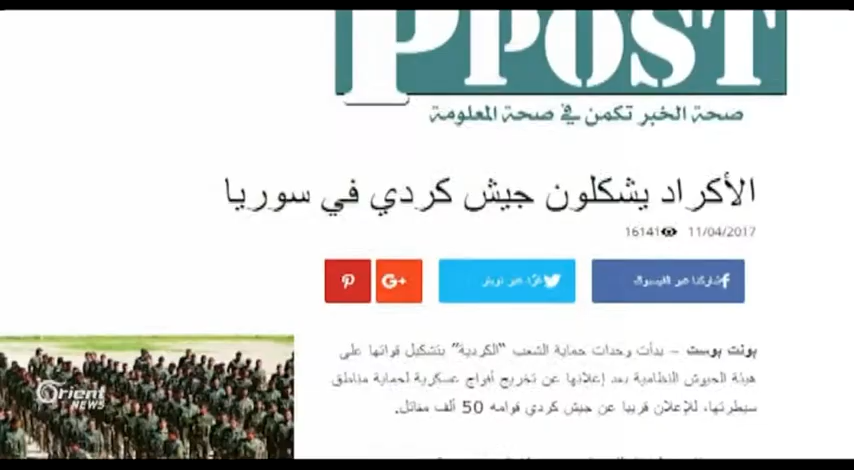 PPOST
صحة الخبر تكمن في صحة المعلومة
الأكراد يشكلون جيش كردي في سوريا
11/04/2017 16141
شاركنا عبر الفيسبوك
غرّد عبر تويتر
G+
بونت بوست – بدأت وحدات حماية الشعب "الكردية" بتشكيل قواتها على
هيئة الجيوش النظامية بعد إعلانها عن تخريج أفواج عسكرية لحماية مناطق
سيطرتها، للإعلان قريبا عن جيش كردي قوامه 50 ألف مقاتل.
Orient
NEWS